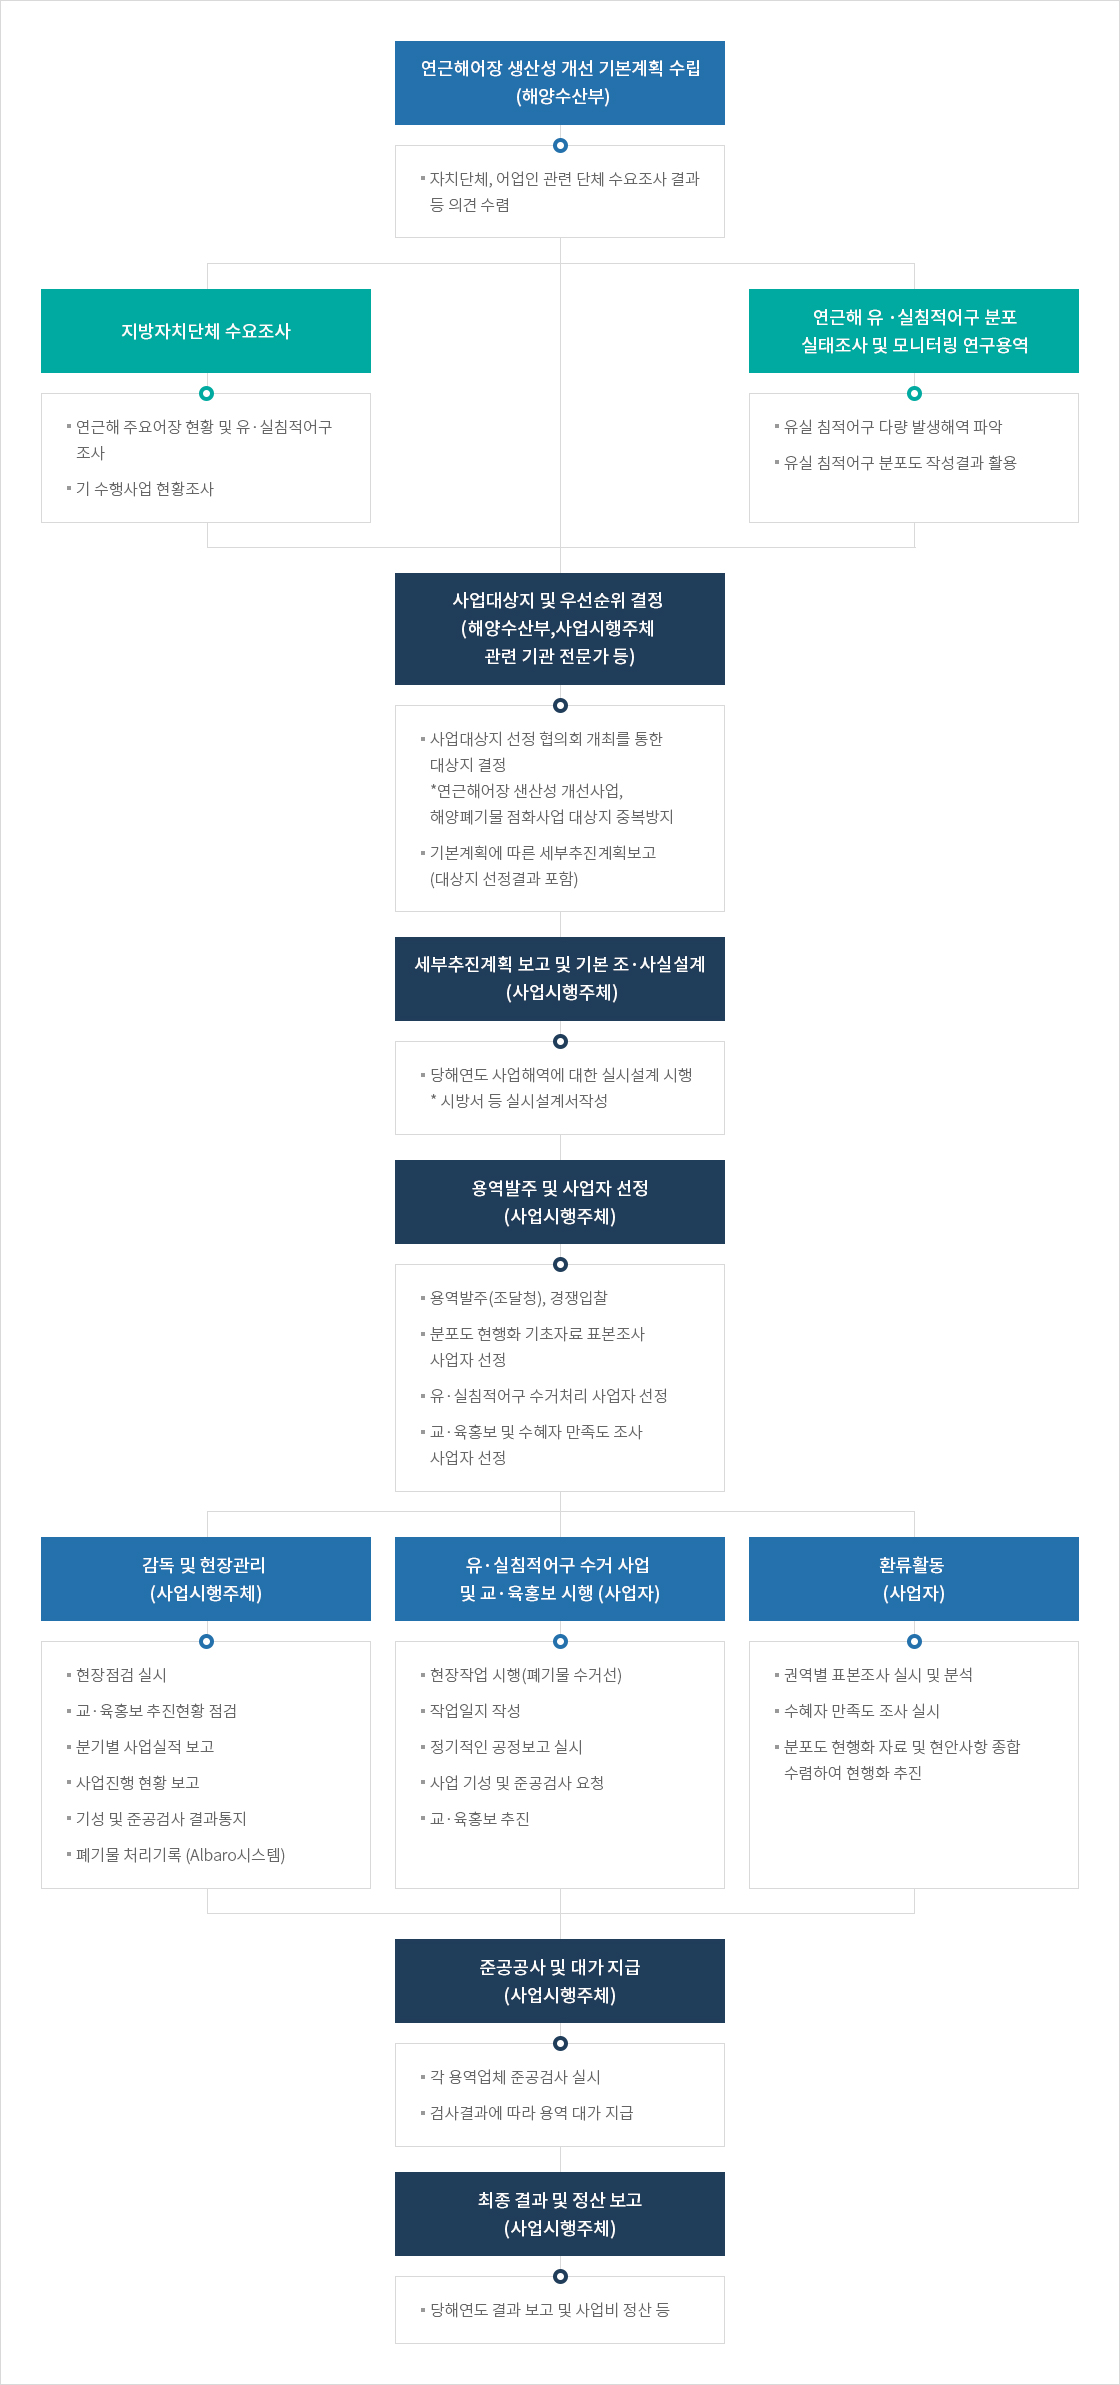 연근해어장 생산성 개선 기본계획 수립
(해양수산부)
자치단체, 어업인 관련 단체 수요조사 결과
등 의견 수렴
지방자치단체 수요조사
연근해 주요어장 현황 및 유·실침적어구
조사
기 수행사업 현황조사
연근해 유 ·실침적어구 분포
실태조사 및 모니터링 연구용역
유실 침적어구 다량 발생해역 파악
유실 침적어구 분포도 작성결과 활용
사업대상지 및 우선순위 결정
(해양수산부,사업시행주체
관련 기관 전문가 등)
사업대상지 선정 협의회 개최를 통한
대상지 결정
*연근해어장 샌산성 개선사업,
해양폐기물 점화사업 대상지 중복방지
기본계획에 따른 세부추진계획보고
(대상지 선정결과 포함)
세부추진계획 보고 및 기본 조·사실설계
(사업시행주체)
당해연도 사업해역에 대한 실시설계 시행
* 시방서 등 실시설계서작성
용역발주 및 사업자 선정
(사업시행주체)
용역발주(조달청), 경쟁입찰
분포도 현행화 기초자료 표본조사
사업자 선정
유·실침적어구 수거처리 사업자 선정
교·육홍보 및 수혜자 만족도 조사
사업자 선정
감독 및 현장관리
(사업시행주체)
현장점검 실시
교·육홍보 추진현황 점검
분기별 사업실적 보고
사업진행 현황 보고
기성 및 준공검사 결과통지
폐기물 처리기록 (Albaro시스템)
유·실침적어구 수거 사업
및 교·육홍보 시행 (사업자)
현장작업 시행(폐기물 수거선)
작업일지 작성
정기적인 공정보고 실시
사업 기성 및 준공검사 요청
교·육홍보 추진
환류활동
(사업자)
권역별 표본조사 실시 및 분석
수혜자 만족도 조사 실시
분포도 현행화 자료 및 현안사항 종합
수렴하여 현행화 추진
준공공사 및 대가 지급
(사업시행주체)
각 용역업체 준공검사 실시
검사결과에 따라 용역 대가 지급
최종 결과 및 정산 보고
(사업시행주체)
당해연도 결과 보고 및 사업비 정산 등